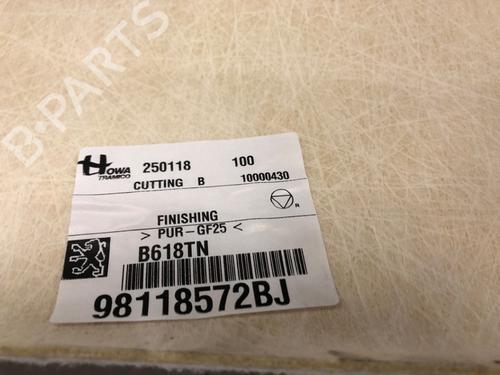 B-PARTS
HOWA
TRAMICO
250118 100
CUTTING B 10000430
R
FINISHING
> PUR-GF25 <
B618TN
98118572BJ